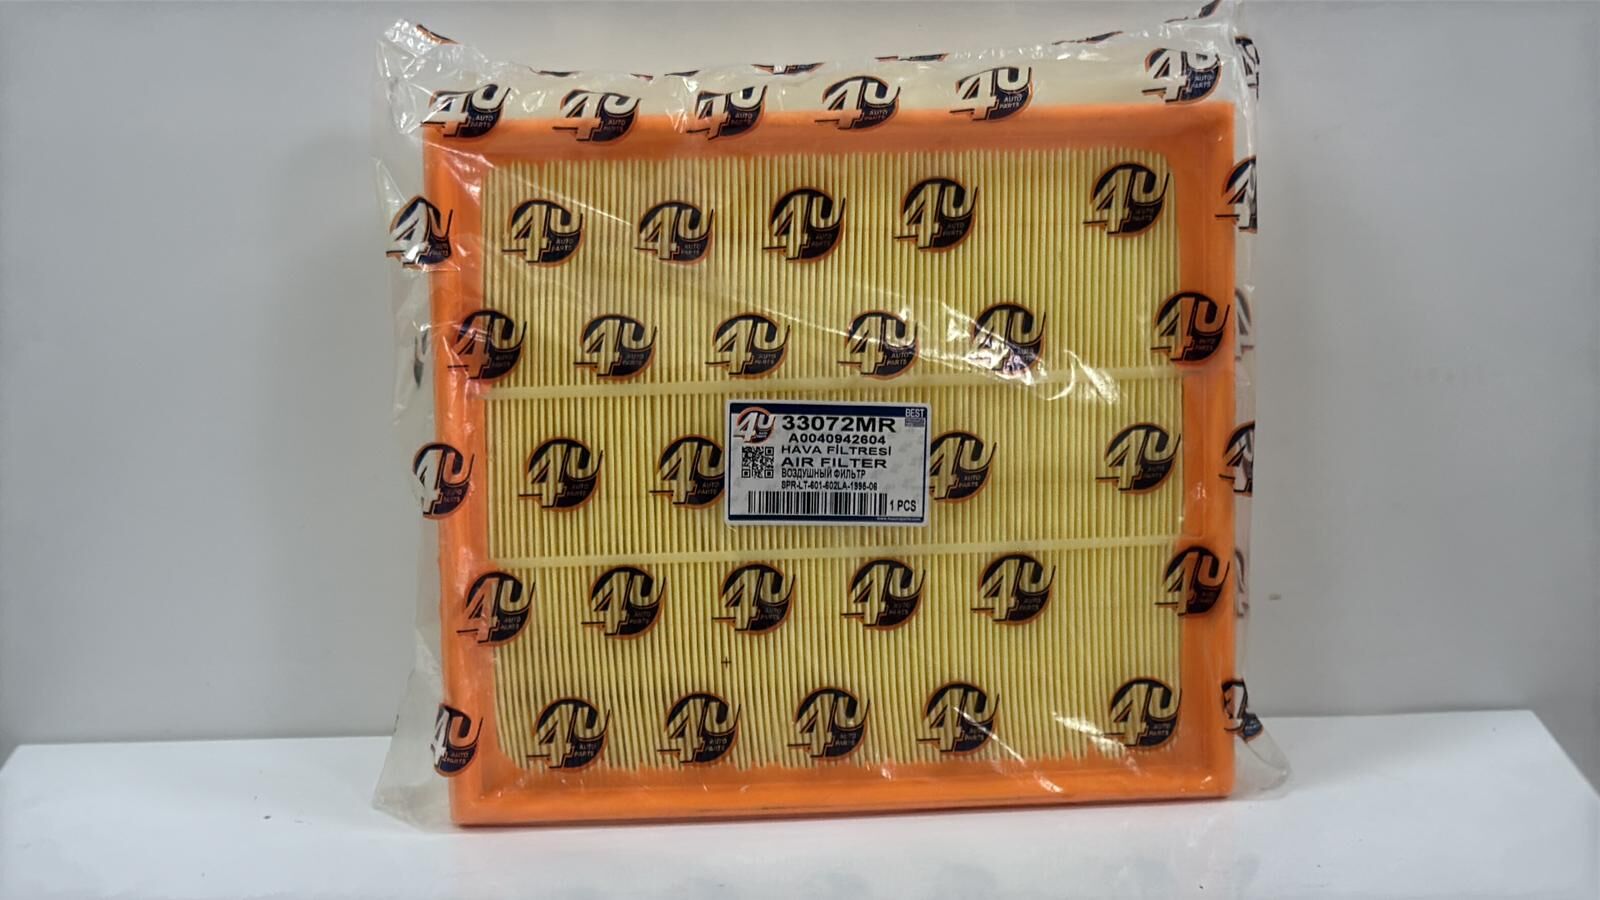 4U
AUTO
PARTS
BEST
33072MR
A0040942604
HAVA FİLTRESİ
AIR FILTER
ВОЗДУШНЫЙ ФИЛЬТР
SPR-LT-601-602LA-1996-06
1 PCS